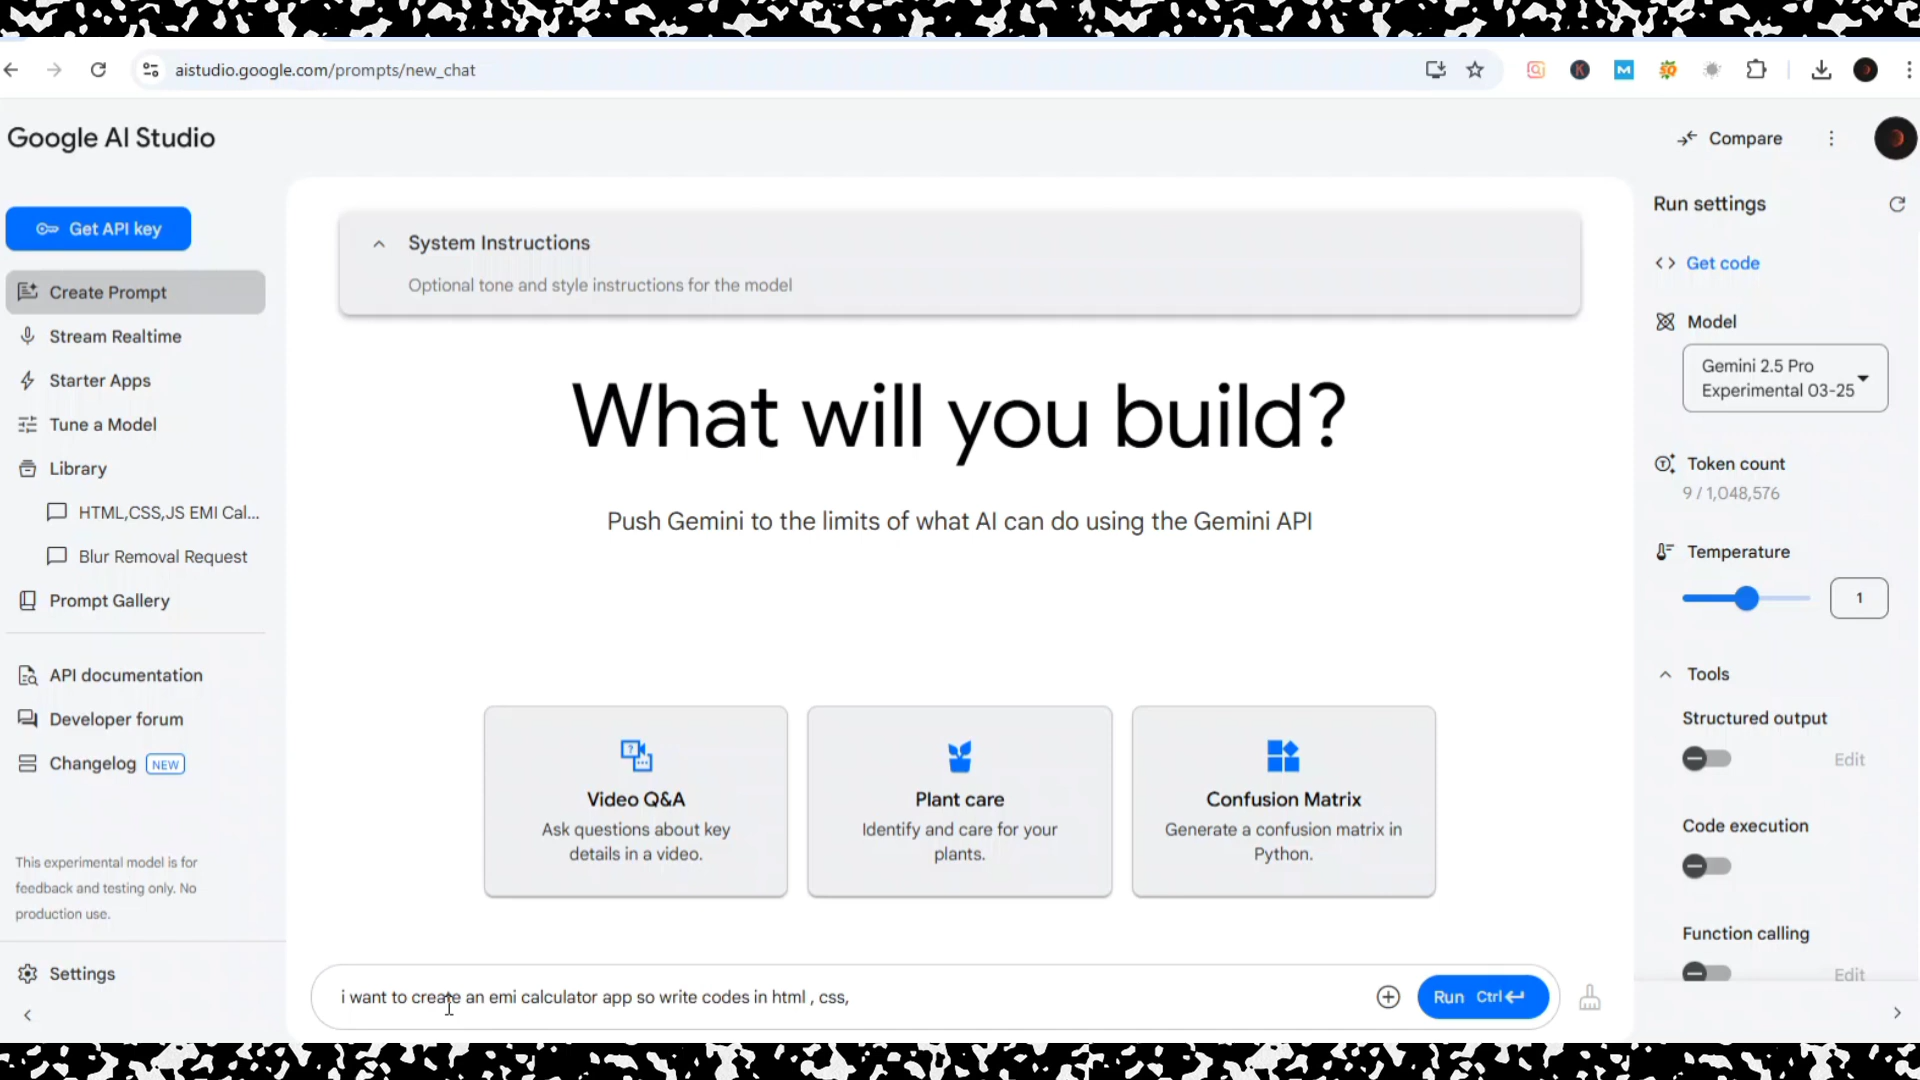 aistudio.google.com/prompts/new_chat
Google AI Studio
Compare
Get API key
Create Prompt
Stream Realtime
Starter Apps
Tune a Model
Library
HTML,CSS,JS EMI Cal...
Blur Removal Request
Prompt Gallery
API documentation
Developer forum
Changelog NEW
This experimental model is for
feedback and testing only. No
production use.
Settings
System Instructions
Optional tone and style instructions for the model
What will you build?
Push Gemini to the limits of what AI can do using the Gemini API
Video Q&A
Ask questions about key
details in a video.
Plant care
Identify and care for your
plants.
Confusion Matrix
Generate a confusion matrix in
Python.
i want to create an emi calculator app so write codes in html , css,
Run Ctrl
Run settings
Get code
Model
Gemini 2.5 Pro
Experimental 03-25
Token count
9 / 1,048,576
Temperature
1
Tools
Structured output
Edit
Code execution
Function calling
Edit